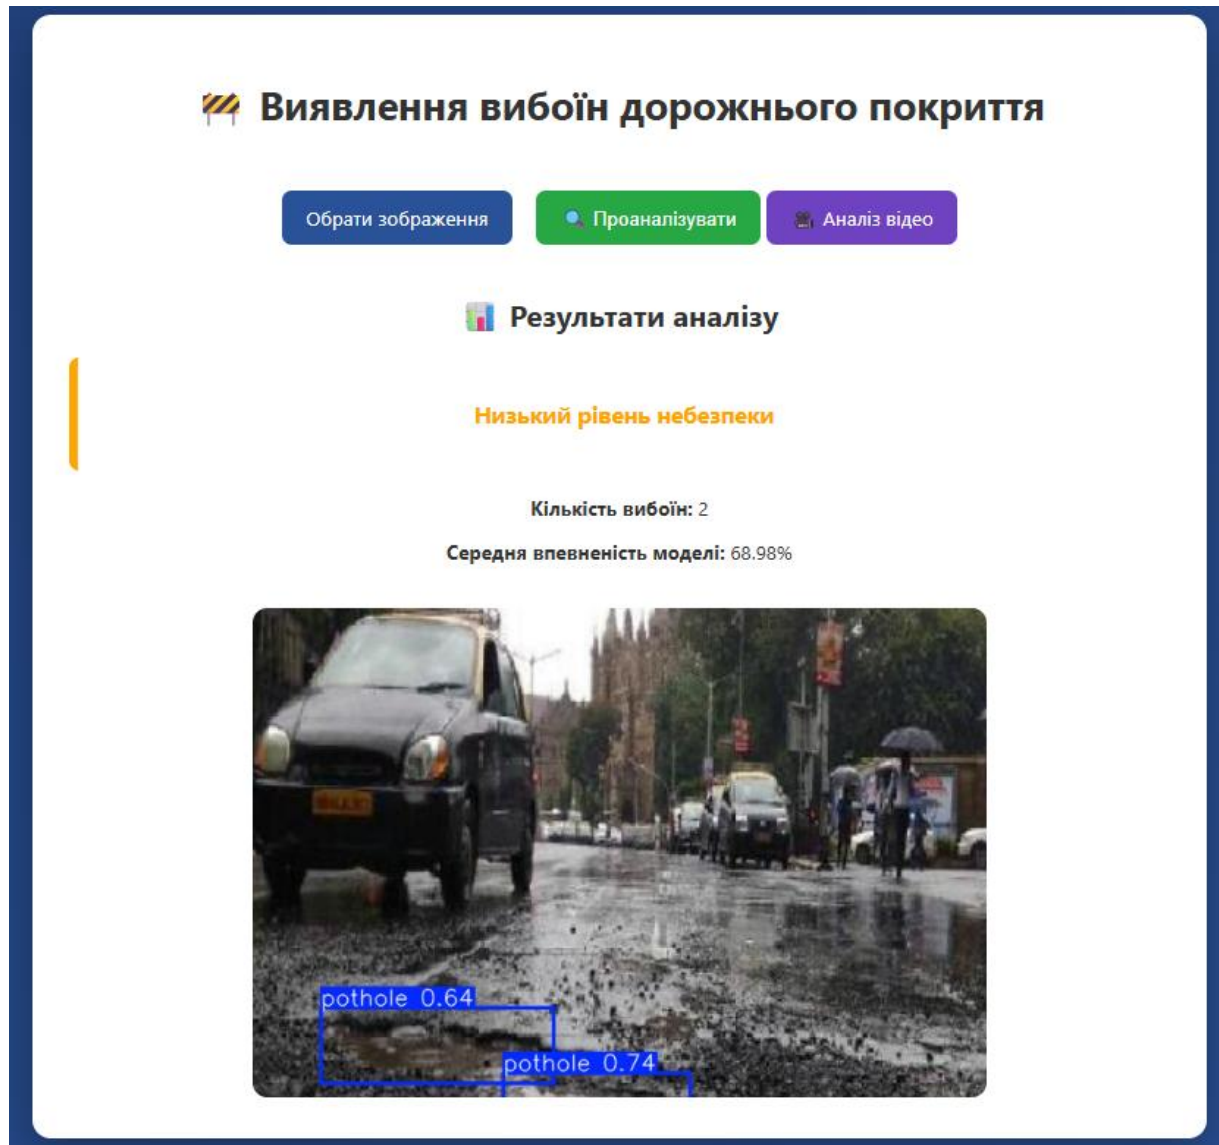 Виявлення вибоїн дорожнього покриття
Обрати зображення
Проаналізувати
Аналіз відео
Результати аналізу
Низький рівень небезпеки
Кількість вибоїн: 2
Середня впевненість моделі: 68.98%
pothole 0.64
pothole 0.74